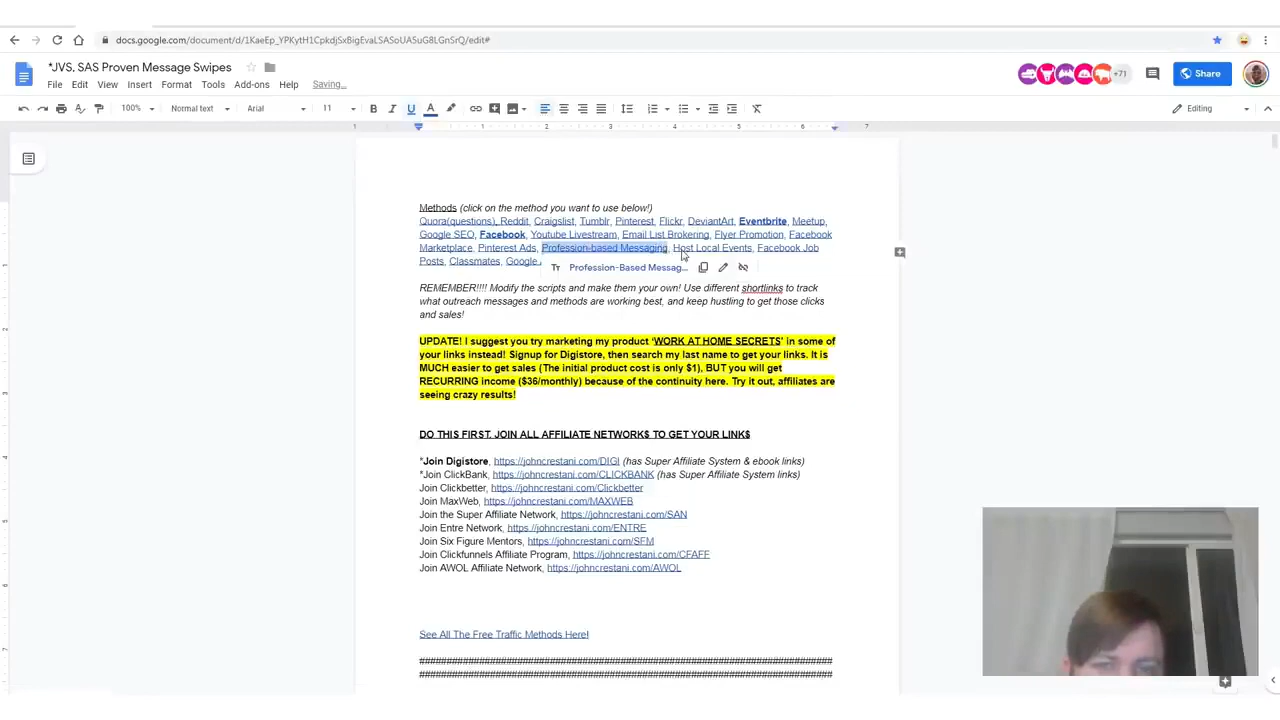 docs.google.com/document/d/1KaeEp_YPKytH1CpkdjSxBigEvaLSASoUA5uG8LGnSrQ/edit#
*JVS, SAS Proven Message Swipes
File Edit View Insert Format Tools Add-ons Help Saving...
+71
Share
100% Normal text Arial 11
Editing
1 1 2 3 4 5 6 7
Methods (click on the method you want to use below!)
Quora(questions), Reddit, Craigslist, Tumblr, Pinterest, Flickr, DeviantArt, Eventbrite, Meetup,
Google SEO, Facebook, Youtube Livestream, Email List Brokering, Flyer Promotion, Facebook
Marketplace, Pinterest Ads, Profession-based Messaging, Host Local Events, Facebook Job
Posts, Classmates, Google
Profession-Based Messag...
REMEMBER!!!! Modify the scripts and make them your own! Use different shortlinks to track
what outreach messages and methods are working best, and keep hustling to get those clicks
and sales!
UPDATE! I suggest you try marketing my product ‘WORK AT HOME SECRETS’ in some of
your links instead! Signup for Digistore, then search my last name to get your links. It is
MUCH easier to get sales (The initial product cost is only $1), BUT you will get
RECURRING income ($36/monthly) because of the continuity here. Try it out, affiliates are
seeing crazy results!
DO THIS FIRST. JOIN ALL AFFILIATE NETWORKS TO GET YOUR LINKS
*Join Digistore, https://johncrestani.com/DIGI (has Super Affiliate System & ebook links)
*Join ClickBank, https://johncrestani.com/CLICKBANK (has Super Affiliate System links)
Join Clickbetter, https://johncrestani.com/Clickbetter
Join MaxWeb, https://johncrestani.com/MAXWEB
Join the Super Affiliate Network, https://johncrestani.com/SAN
Join Entre Network, https://johncrestani.com/ENTRE
Join Six Figure Mentors, https://johncrestani.com/SFM
Join Clickfunnels Affiliate Program, https://johncrestani.com/CFAFF
Join AWOL Affiliate Network, https://johncrestani.com/AWOL
See All The Free Traffic Methods Here!